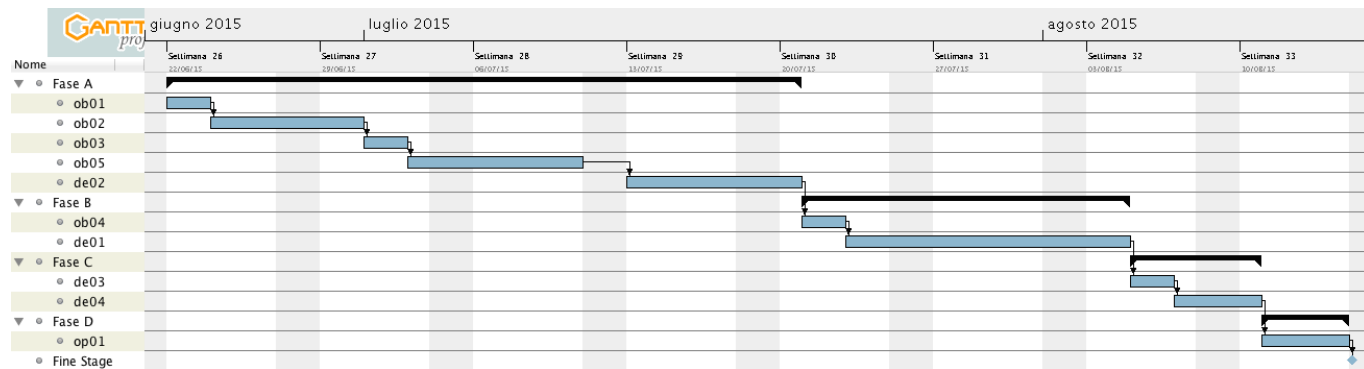 GANTT
proj
giugno 2015
luglio 2015
agosto 2015
Nome
Settimana 26
Settimana 27
Settimana 28
Settimana 29
Settimana 30
Settimana 31
Settimana 32
Settimana 33
22/06/15
29/06/15
06/07/15
13/07/15
20/07/15
27/07/15
03/08/15
10/08/15
Fase A
ob01
ob02
ob03
ob05
de02
Fase B
ob04
de01
Fase C
de03
de04
Fase D
op01
Fine Stage